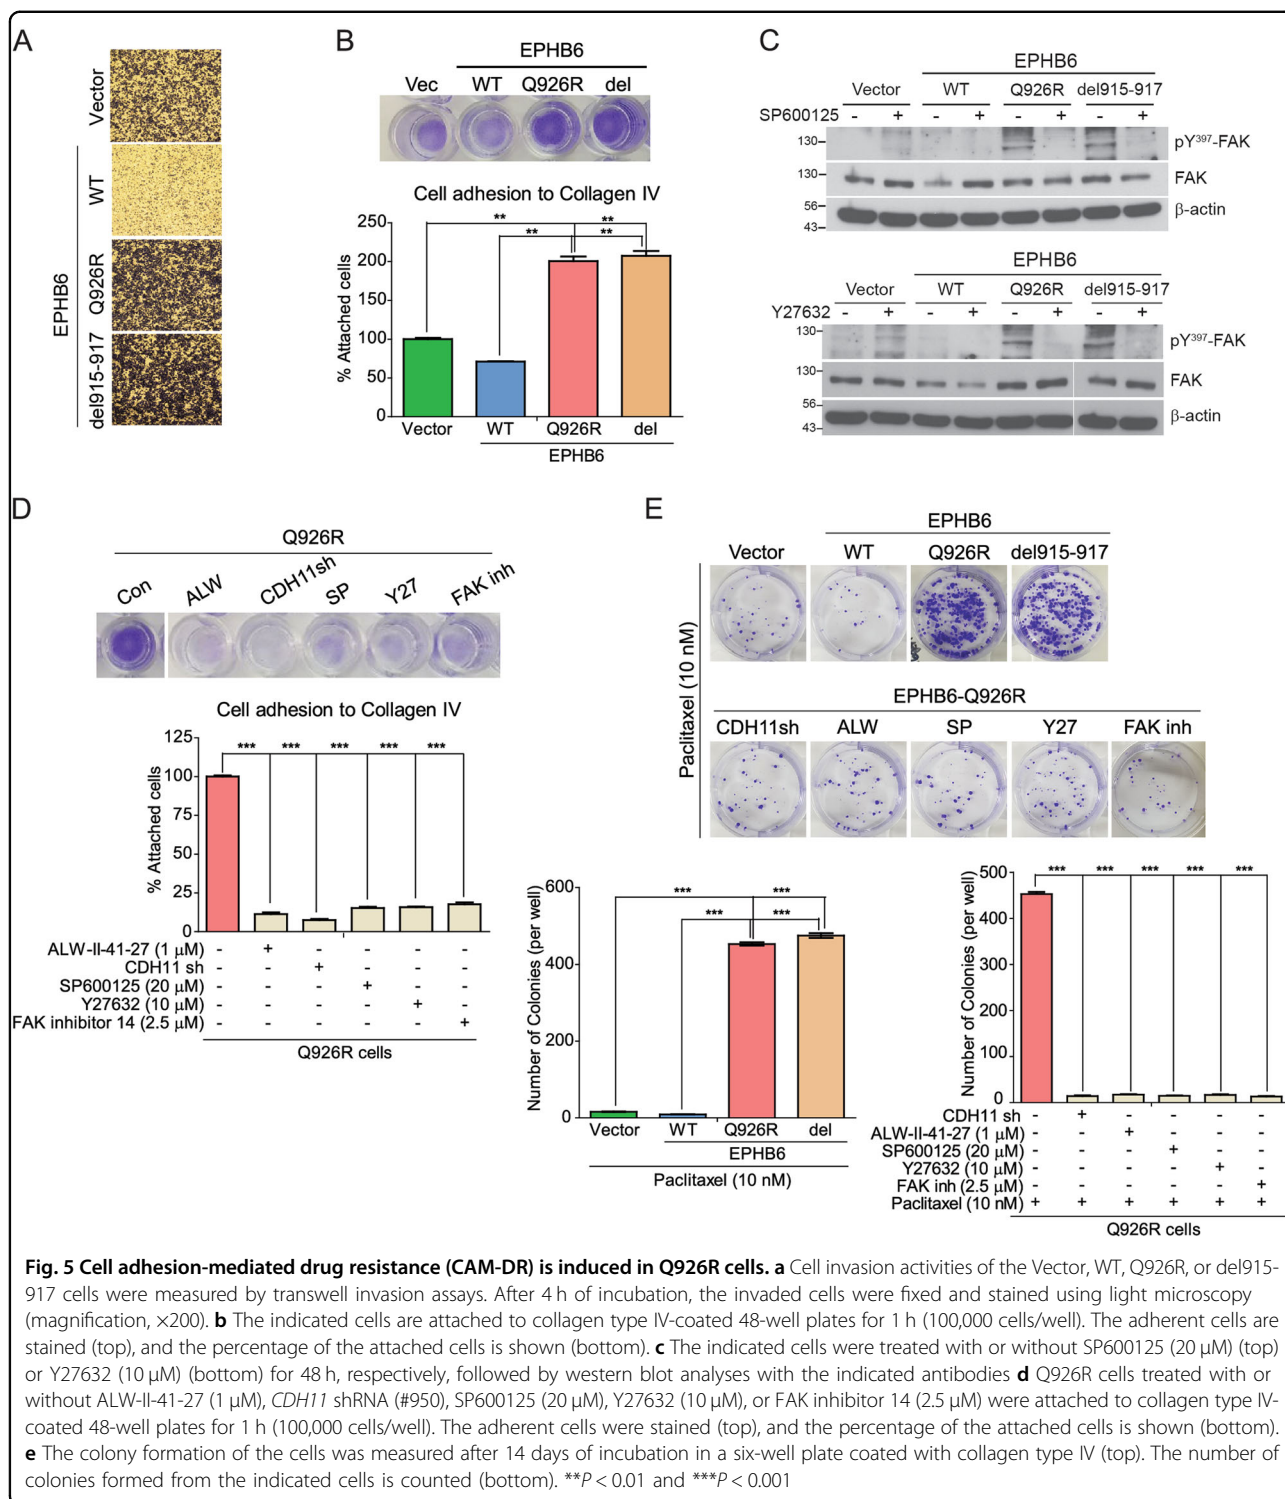 A
Vector
EPHB6
WT
Q926R
del915-917
B
EPHB6
Vec WT Q926R del
Cell adhesion to Collagen IV
% Attached cells
250
200
150
100
50
0
** **
** **
Vector WT Q926R del
EPHB6
C
EPHB6
Vector WT Q926R del915-917
SP600125 - + - + - + - +
130
pY397-FAK
130
FAK
56
43
β-actin
EPHB6
Vector WT Q926R del915-917
Y27632 - + - + - + - +
130
pY397-FAK
130
FAK
56
43
β-actin
D
Q926R
Con ALW CDH11sh SP Y27 FAK inh
Cell adhesion to Collagen IV
% Attached cells
125
100
75
50
25
0
*** *** *** *** ***
ALW-II-41-27 (1 µM) - + - - - -
CDH11 sh - - + - - -
SP600125 (20 µM) - - - + - -
Y27632 (10 µM) - - - - + -
FAK inhibitor 14 (2.5 µM) - - - - - +
Q926R cells
E
Paclitaxel (10 nM)
EPHB6
Vector WT Q926R del915-917
EPHB6-Q926R
CDH11sh ALW SP Y27 FAK inh
Number of Colonies (per well)
600
400
200
0
*** ***
*** ***
Vector WT Q926R del
EPHB6
Paclitaxel (10 nM)
Number of Colonies (per well)
500
400
300
200
100
0
*** *** *** *** ***
CDH11 sh - + - - - -
ALW-II-41-27 (1 µM) - - + - - -
SP600125 (20 µM) - - - + - -
Y27632 (10 µM) - - - - + -
FAK inh (2.5 µM) - - - - - +
Paclitaxel (10 nM) + + + + + +
Q926R cells
Fig. 5 Cell adhesion-mediated drug resistance (CAM-DR) is induced in Q926R cells. a Cell invasion activities of the Vector, WT, Q926R, or del915-
917 cells were measured by transwell invasion assays. After 4 h of incubation, the invaded cells were fixed and stained using light microscopy
(magnification, ×200). b The indicated cells are attached to collagen type IV-coated 48-well plates for 1 h (100,000 cells/well). The adherent cells are
stained (top), and the percentage of the attached cells is shown (bottom). c The indicated cells were treated with or without SP600125 (20 µM) (top)
or Y27632 (10 µM) (bottom) for 48 h, respectively, followed by western blot analyses with the indicated antibodies d Q926R cells treated with or
without ALW-II-41-27 (1 µM), CDH11 shRNA (#950), SP600125 (20 µM), Y27632 (10 µM), or FAK inhibitor 14 (2.5 µM) were attached to collagen type IV-
coated 48-well plates for 1 h (100,000 cells/well). The adherent cells were stained (top), and the percentage of the attached cells is shown (bottom).
e The colony formation of the cells was measured after 14 days of incubation in a six-well plate coated with collagen type IV (top). The number of
colonies formed from the indicated cells is counted (bottom). **P < 0.01 and ***P < 0.001